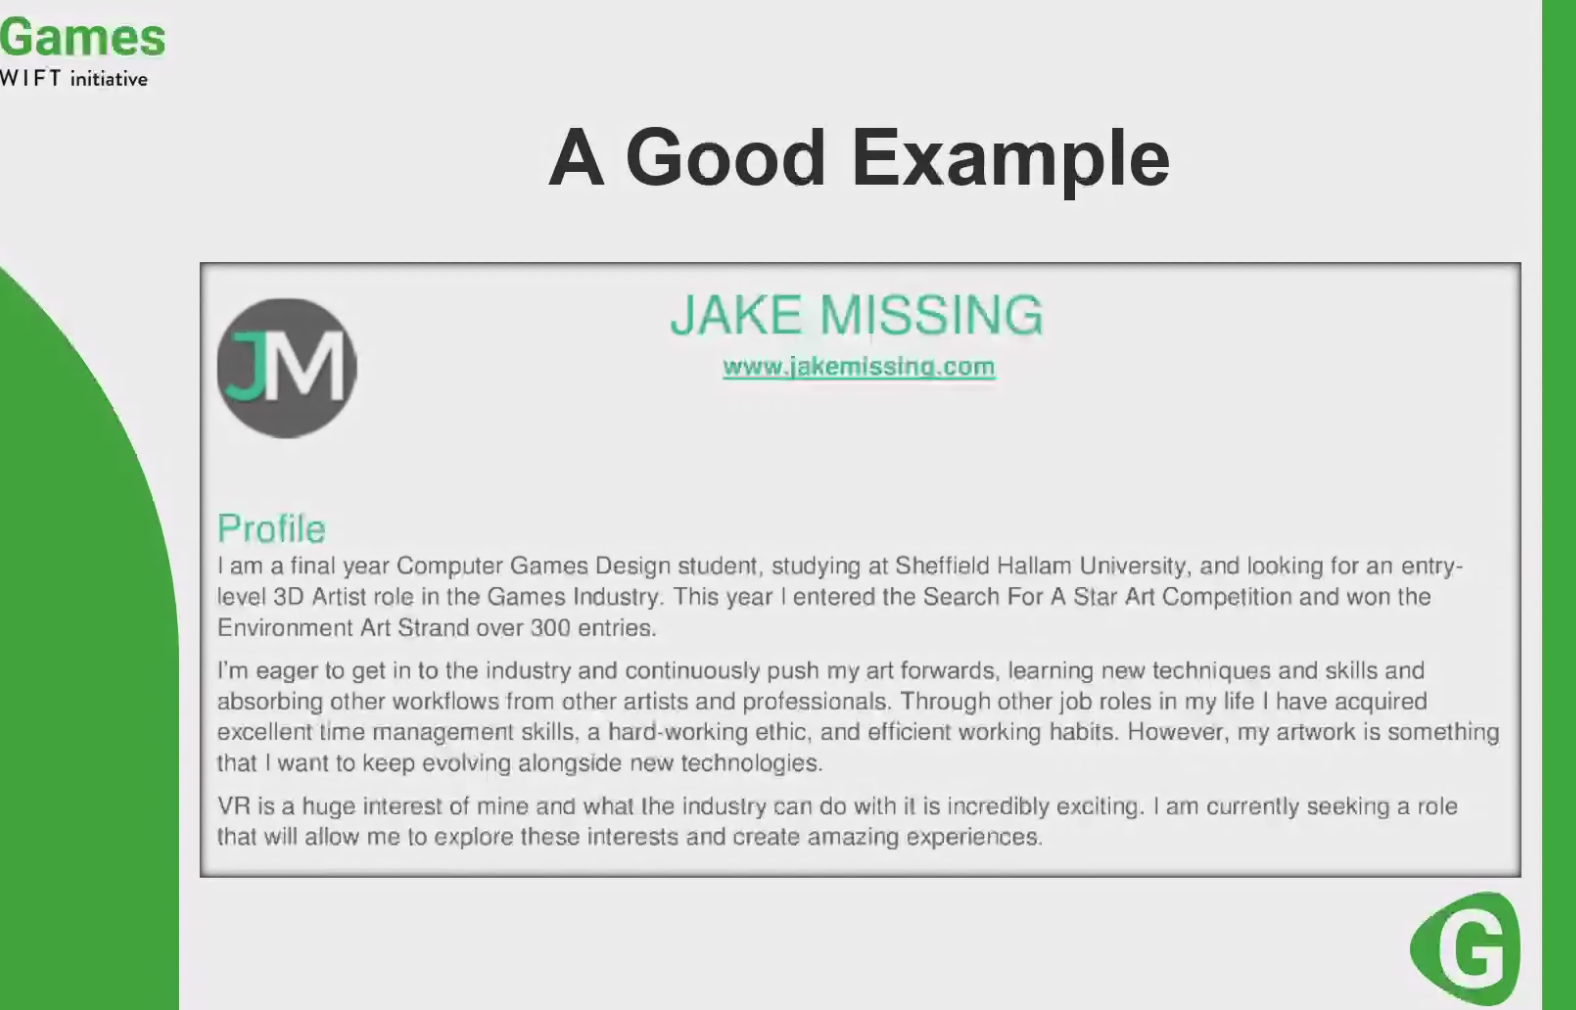 Games
WIFT initiative
A Good Example
JM
JAKE MISSING
www.jakemissing.com
Profile
I am a final year Computer Games Design student, studying at Sheffield Hallam University, and looking for an entry-
level 3D Artist role in the Games Industry. This year I entered the Search For A Star Art Competition and won the
Environment Art Strand over 300 entries.
I'm eager to get in to the industry and continuously push my art forwards, learning new techniques and skills and
absorbing other workflows from other artists and professionals. Through other job roles in my life I have acquired
excellent time management skills, a hard-working ethic, and efficient working habits. However, my artwork is something
that I want to keep evolving alongside new technologies.
VR is a huge interest of mine and what the industry can do with it is incredibly exciting. I am currently seeking a role
that will allow me to explore these interests and create amazing experiences.
G